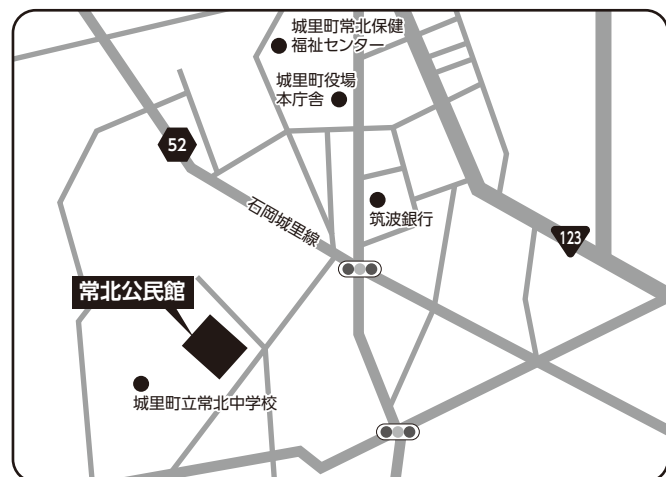 城里町常北保健
福祉センター
城里町役場
本庁舎
52
石岡城里線
筑波銀行
123
常北公民館
城里町立常北中学校